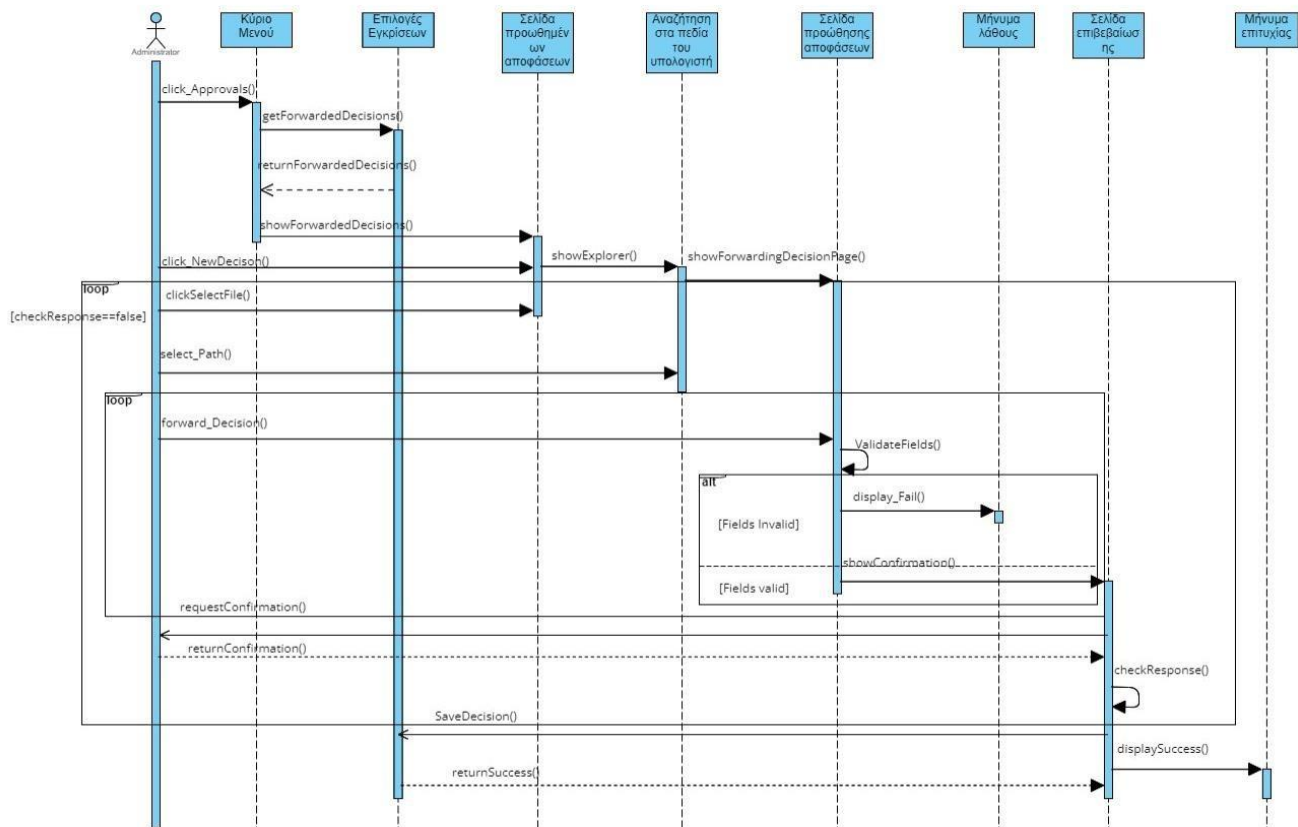 Administrator
Κύριο
Μενού
Επιλογές
Εγκρίσεων
Σελίδα
προωθημέν
ων
αποφάσεων
Αναζήτηση
στα πεδία
του
υπολογιστή
Σελίδα
προώθησης
αποφάσεων
Μήνυμα
λάθους
Σελίδα
επιβεβαίωσ
ης
Μήνυμα
επιτυχίας
click_Approvals()
getForwardedDecisions()
returnForwardedDecisions()
showForwardedDecisions()
click_NewDecison()
showExplorer()
showForwardingDecisionPage()
loop
clickSelectFile()
[checkResponse==false]
select_Path()
loop
forward_Decision()
ValidateFields()
alt
display_Fail()
[Fields Invalid]
showConfirmation()
[Fields valid]
requestConfirmation()
returnConfirmation()
checkResponse()
SaveDecision()
displaySuccess()
returnSuccess()